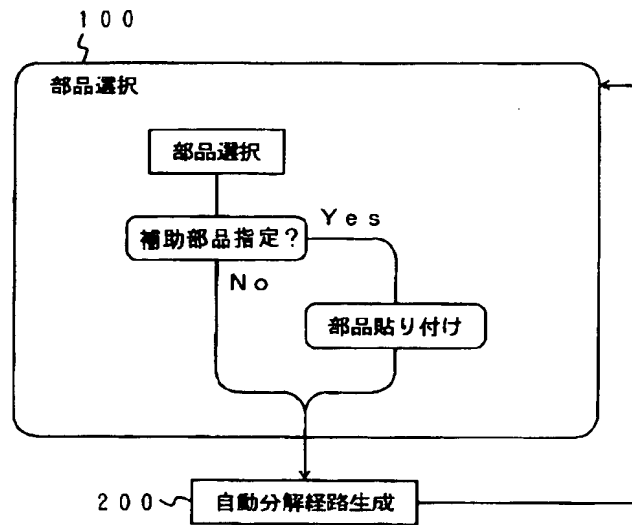 100
部品選択
部品選択
補助部品指定?
Yes
No
部品貼り付け
200
自動分解経路生成